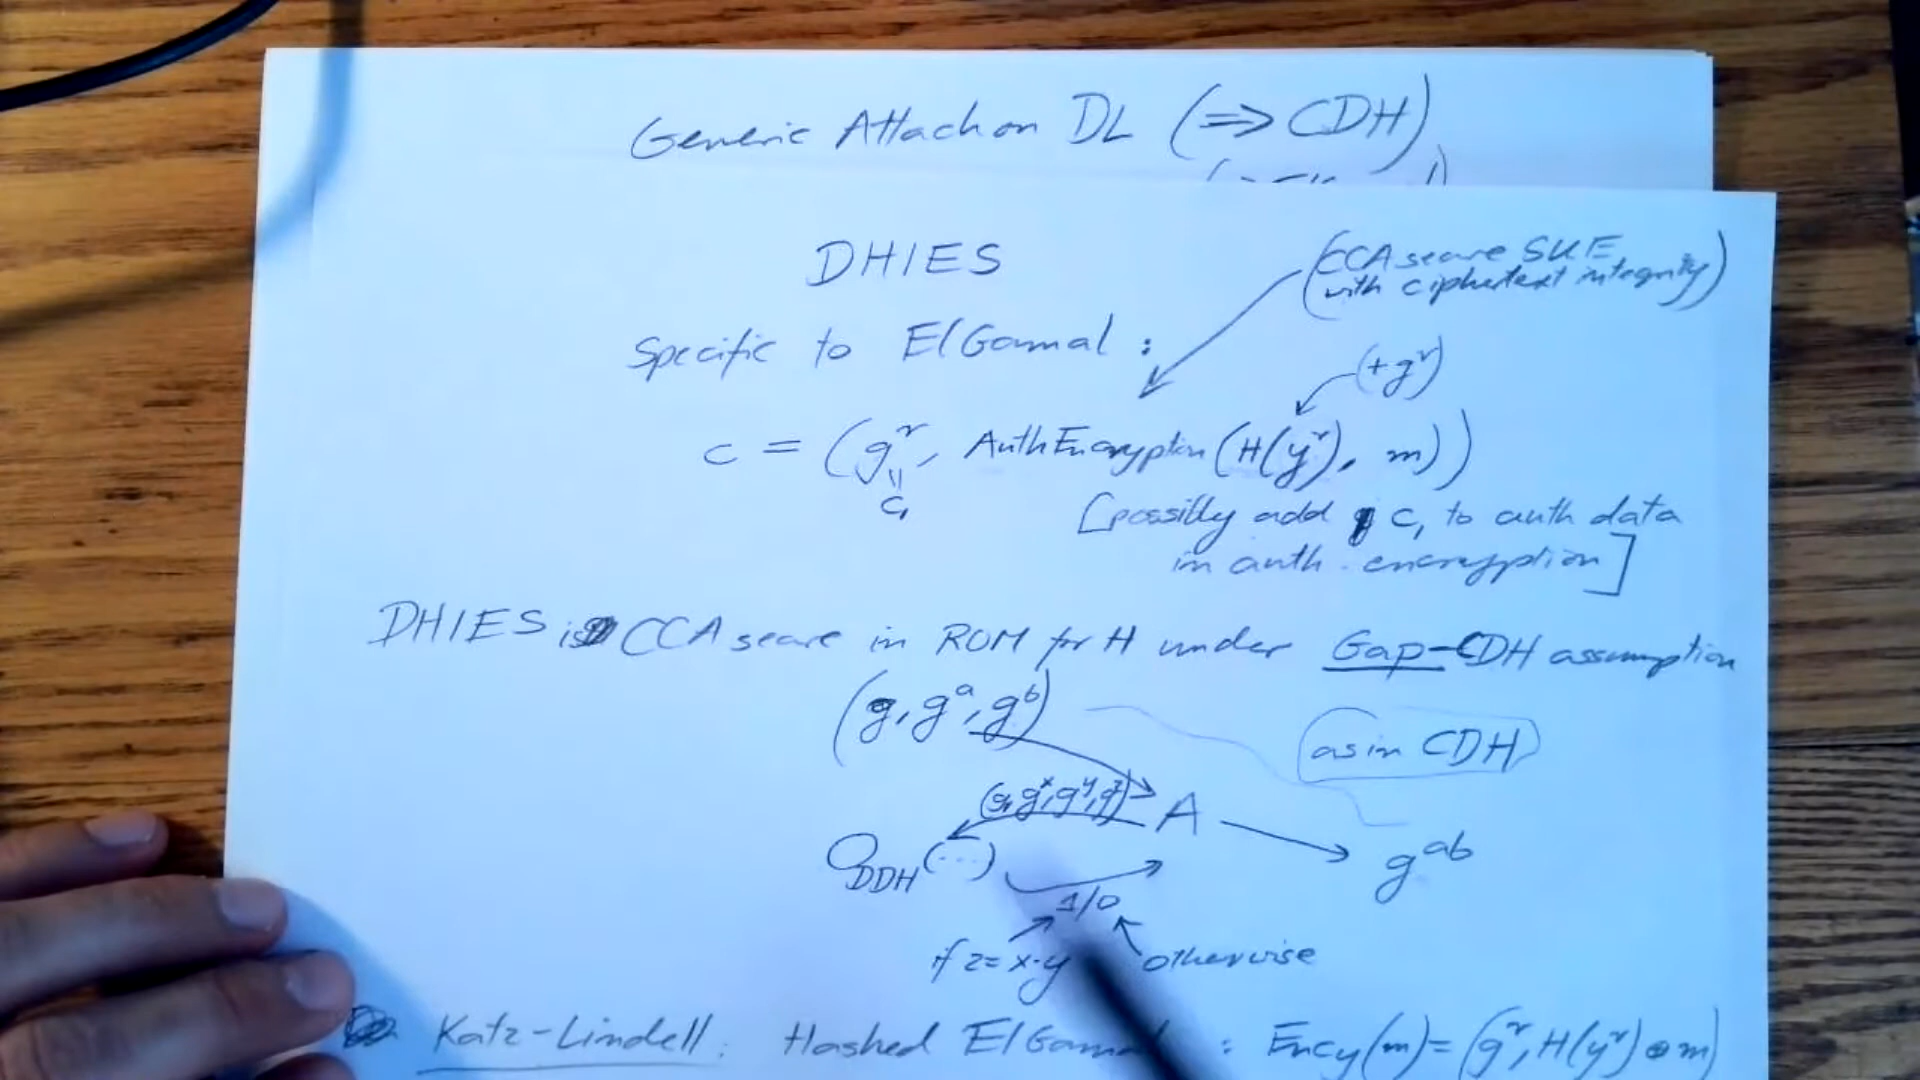 Generic Attack on DL (⇒ CDH)
DHIES
(CCA secure SKE
with ciphertext integrity)
Specific to ElGamal :
(+g^r)
c = (g^r, AuthEncryption(H(y^r), m))
c₁
[possibly add c₁ to auth data
in auth. encryption]
DHIES is CCA secure in ROM for H under Gap-CDH assumption
(g, g^a, g^b)
as in CDH
(g, g^x, g^y, g^z)
A
O_DDH(...)
g^ab
1/0
if z = x·y
otherwise
Katz-Lindell: Hashed ElGamal : Enc_y(m) = (g^r, H(y^r) ⊕ m)